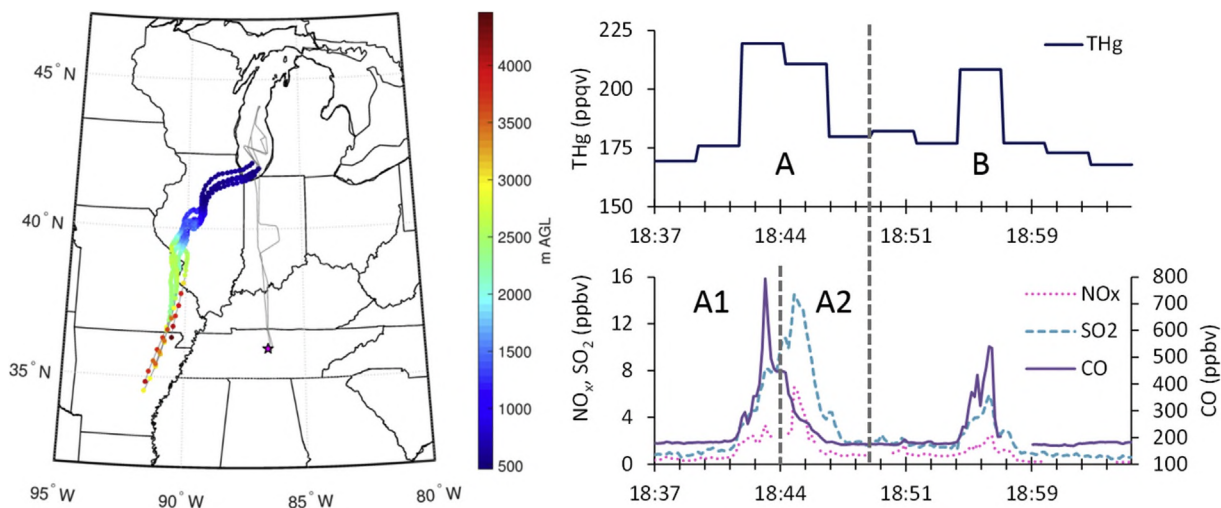 45° N
40° N
35° N
95° W
90° W
85° W
80° W
4000
3500
3000
2500
2000
1500
1000
500
m AGL
225
200
175
150
THg (ppqv)
THg
A
B
18:37
18:44
18:51
18:59
16
12
8
4
0
NOx, SO2 (ppbv)
A1
A2
NOx
SO2
CO
800
700
600
500
400
300
200
100
CO (ppbv)
18:37
18:44
18:51
18:59